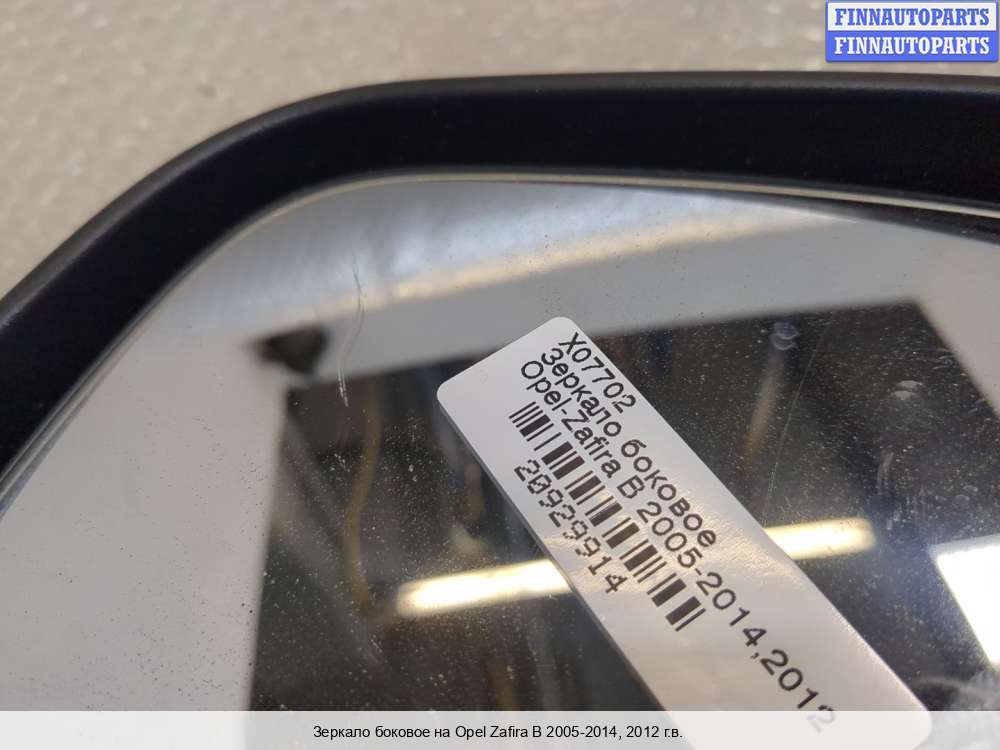 FINNAUTOPARTS
FINNAUTOPARTS
X07702
Зеркало боковое
Opel-Zafira B 2005-2014,2012
20929914
Зеркало боковое на Opel Zafira B 2005-2014, 2012 г.в.